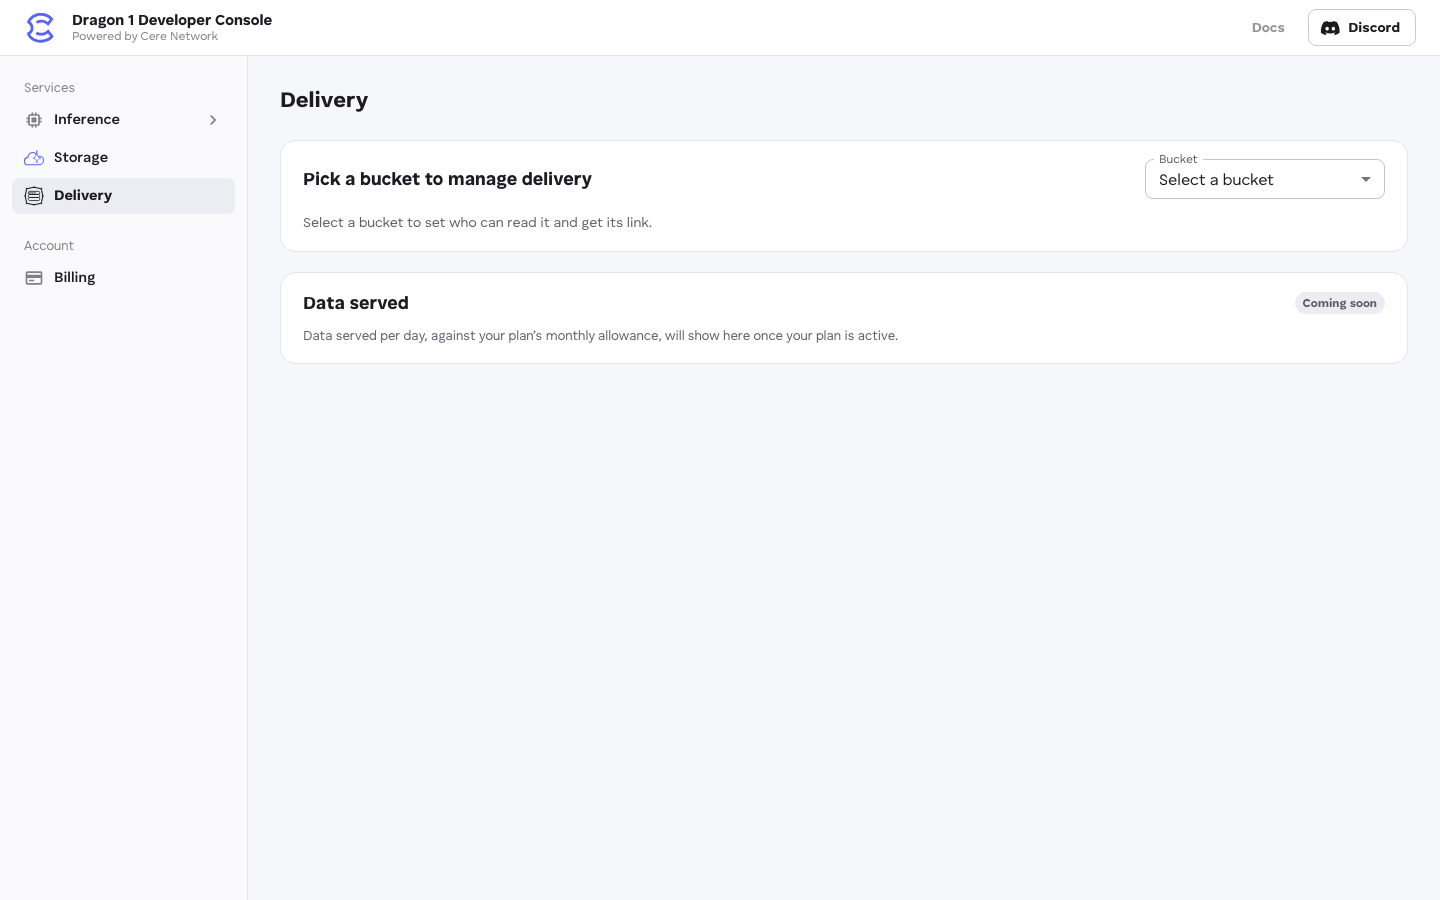 Dragon 1 Developer Console
Powered by Cere Network
Docs
Discord
Services
Inference
Storage
Delivery
Account
Billing
Delivery
Pick a bucket to manage delivery
Bucket
Select a bucket
Select a bucket to set who can read it and get its link.
Data served
Coming soon
Data served per day, against your plan's monthly allowance, will show here once your plan is active.